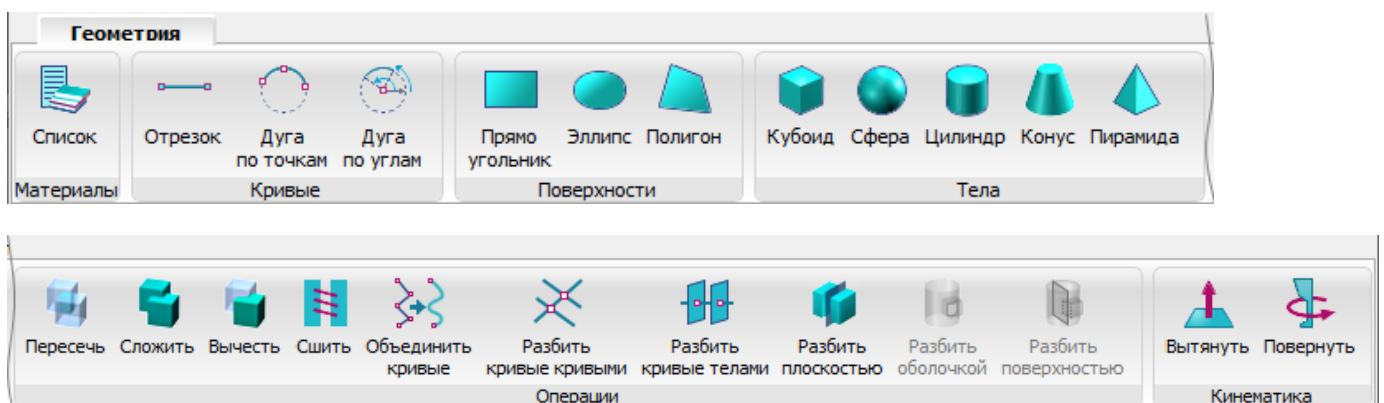 Геометрия
Список Отрезок Дуга Дуга Прямо Эллипс Полигон Кубоид Сфера Цилиндр Конус Пирамида
по точкам по углам угольник
Материалы Кривые Поверхности Тела
Пересечь Сложить Вычесть Сшить Объединить Разбить Разбить Разбить Разбить Разбить Вытянуть Повернуть
кривые кривые кривыми кривые телами плоскостью оболочкой поверхностью
Операции Кинематика